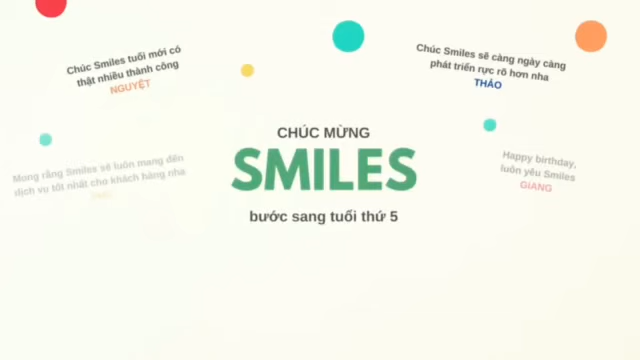 Chúc Smiles tuổi mới có
thật nhiều thành công
NGUYỆT
Chúc Smiles sẽ càng ngày càng
phát triển rực rõ hơn nha
THẢO
CHÚC MỪNG
SMILES
bước sang tuổi thứ 5
Mong rằng Smiles sẽ luôn mang đến
dịch vụ tốt nhất cho khách hàng nha
Happy birthday,
luôn yêu Smiles
GIANG